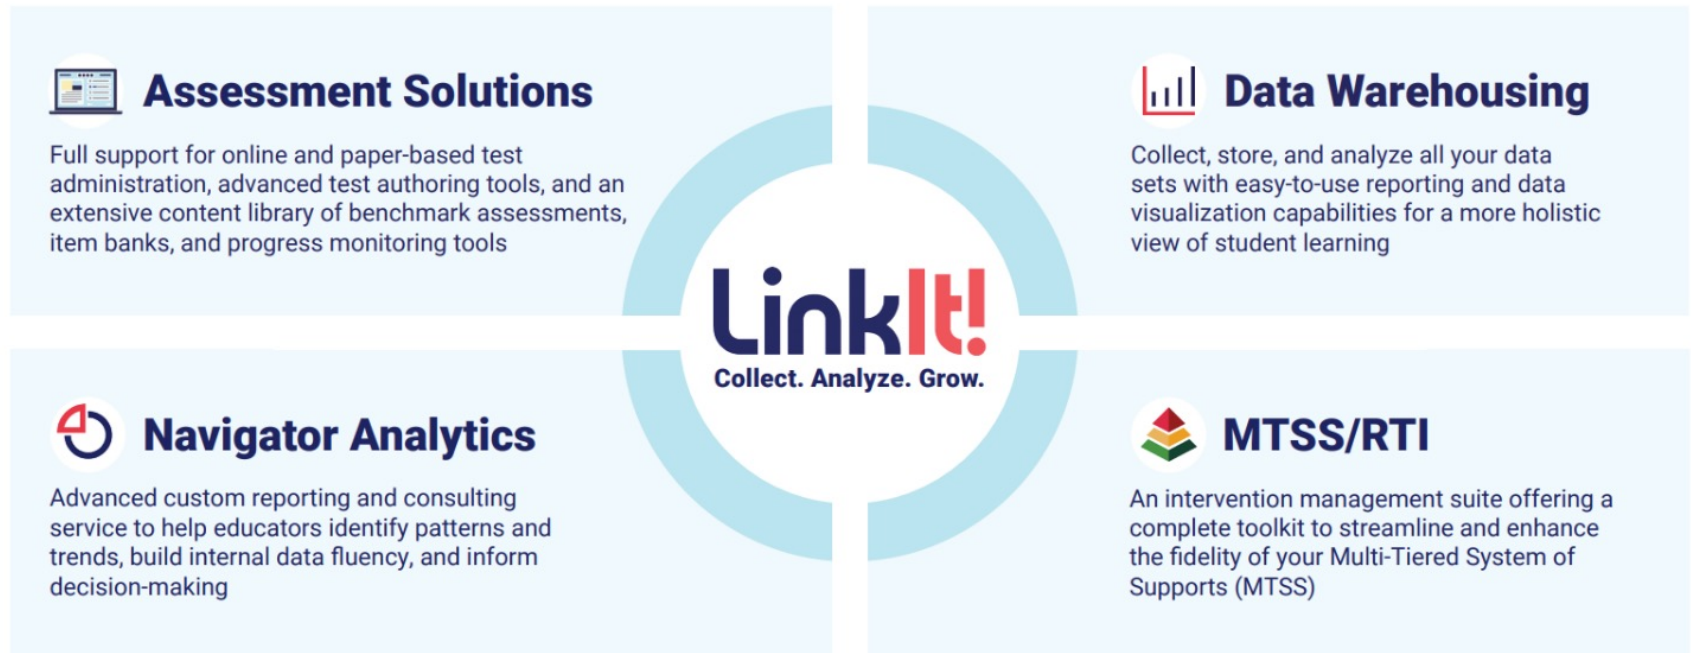 Assessment Solutions
Full support for online and paper-based test
administration, advanced test authoring tools, and an
extensive content library of benchmark assessments,
item banks, and progress monitoring tools
Data Warehousing
Collect, store, and analyze all your data
sets with easy-to-use reporting and data
visualization capabilities for a more holistic
view of student learning
LinkIt!
Collect. Analyze. Grow.
Navigator Analytics
Advanced custom reporting and consulting
service to help educators identify patterns and
trends, build internal data fluency, and inform
decision-making
MTSS/RTI
An intervention management suite offering a
complete toolkit to streamline and enhance
the fidelity of your Multi-Tiered System of
Supports (MTSS)